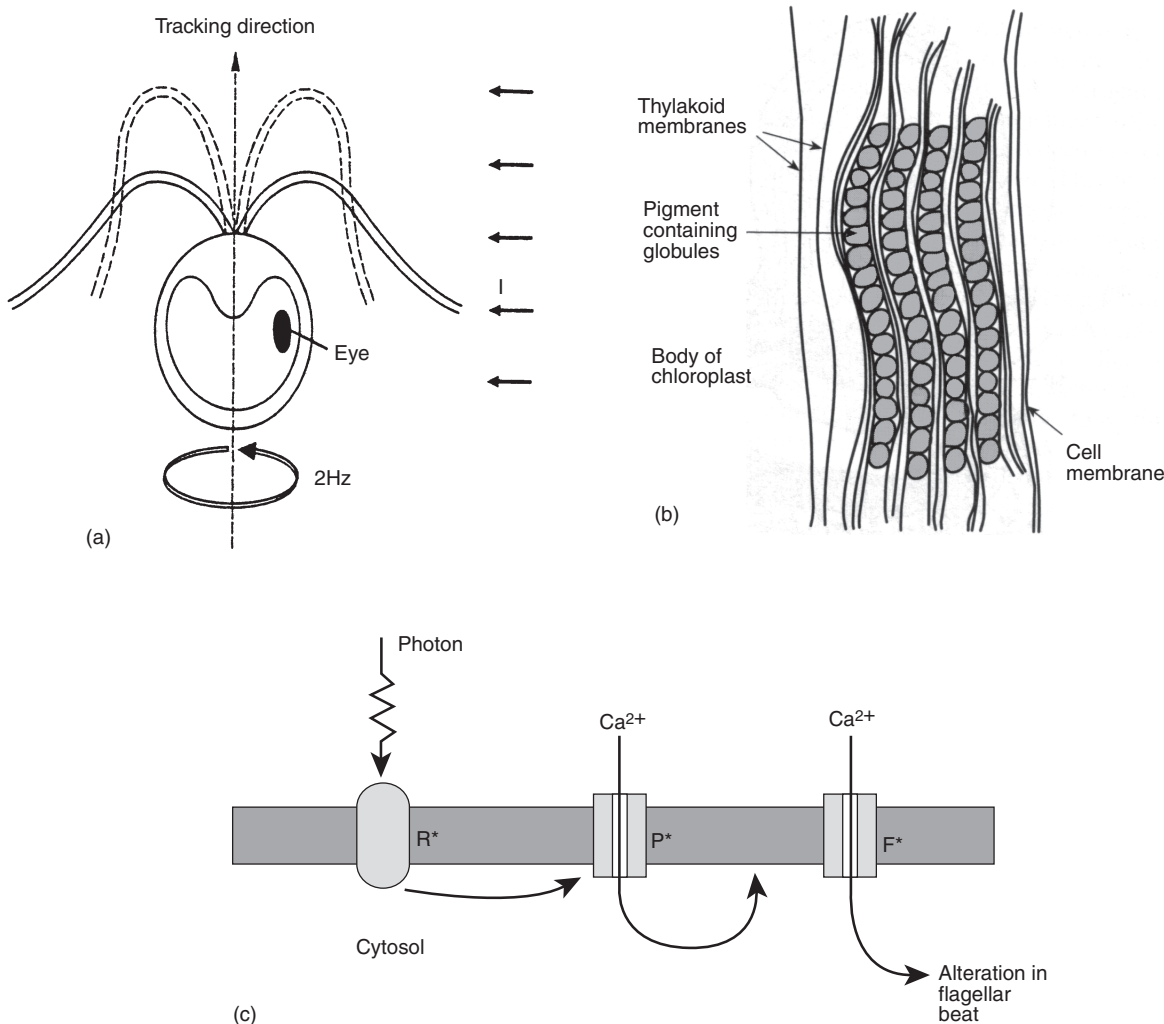 Tracking direction
I
Eye
2Hz
(a)
Thylakoid
membranes
Pigment
containing
globules
Body of
chloroplast
Cell
membrane
(b)
Photon
Ca2+
Ca2+
R*
P*
F*
Cytosol
Alteration in
flagellar
beat
(c)